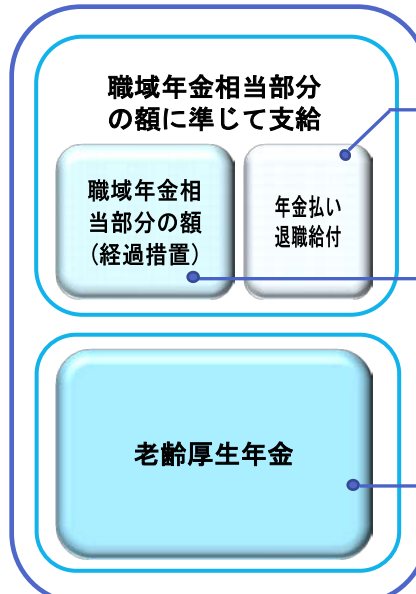 職域年金相当部分
の額に準じて支給
職域年金相
当部分の額
（経過措置）
年金払い
退職給付
老齢厚生年金